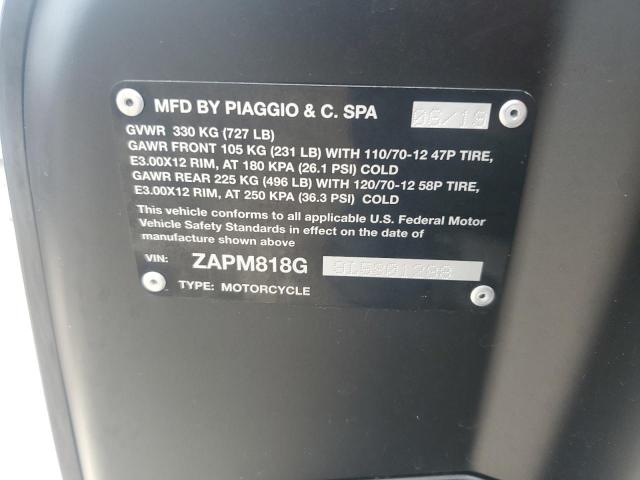 MFD BY PIAGGIO & C. SPA
GVWR 330 KG (727 LB)
GAWR FRONT 105 KG (231 LB) WITH 110/70-12 47P TIRE,
E3.00X12 RIM, AT 180 KPA (26.1 PSI) COLD
GAWR REAR 225 KG (496 LB) WITH 120/70-12 58P TIRE,
E3.00X12 RIM, AT 250 KPA (36.3 PSI) COLD
This vehicle conforms to all applicable U.S. Federal Motor
Vehicle Safety Standards in effect on the date of
manufacture shown above
VIN: ZAPM818G
TYPE: MOTORCYCLE